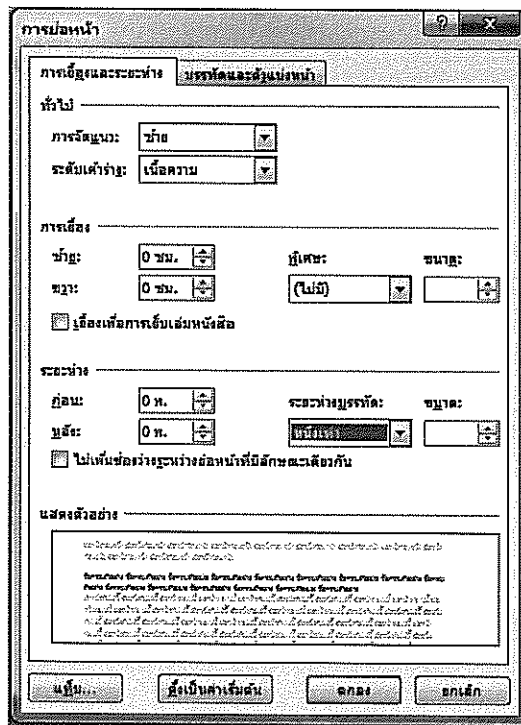 การย่อหน้า
การเยื้องและระยะห่าง บรรทัดและตัวแบ่งหน้า
ทั่วไป
การจัดแนว: ซ้าย
ระดับเค้าร่าง: เนื้อความ
การเยื้อง
ซ้าย: 0 ซม. พิเศษ: ขนาด:
ขวา: 0 ซม. (ไม่มี)
เยื้องเพื่อการเย็บเล่มหนังสือ
ระยะห่าง
ก่อน: 0 พ. ระยะห่างบรรทัด: ขนาด:
หลัง: 0 พ. หนึ่งเท่า
ไม่เพิ่มช่องว่างระหว่างย่อหน้าที่มีลักษณะเดียวกัน
แสดงตัวอย่าง
แท็บ... ตั้งเป็นค่าเริ่มต้น ตกลง ยกเลิก